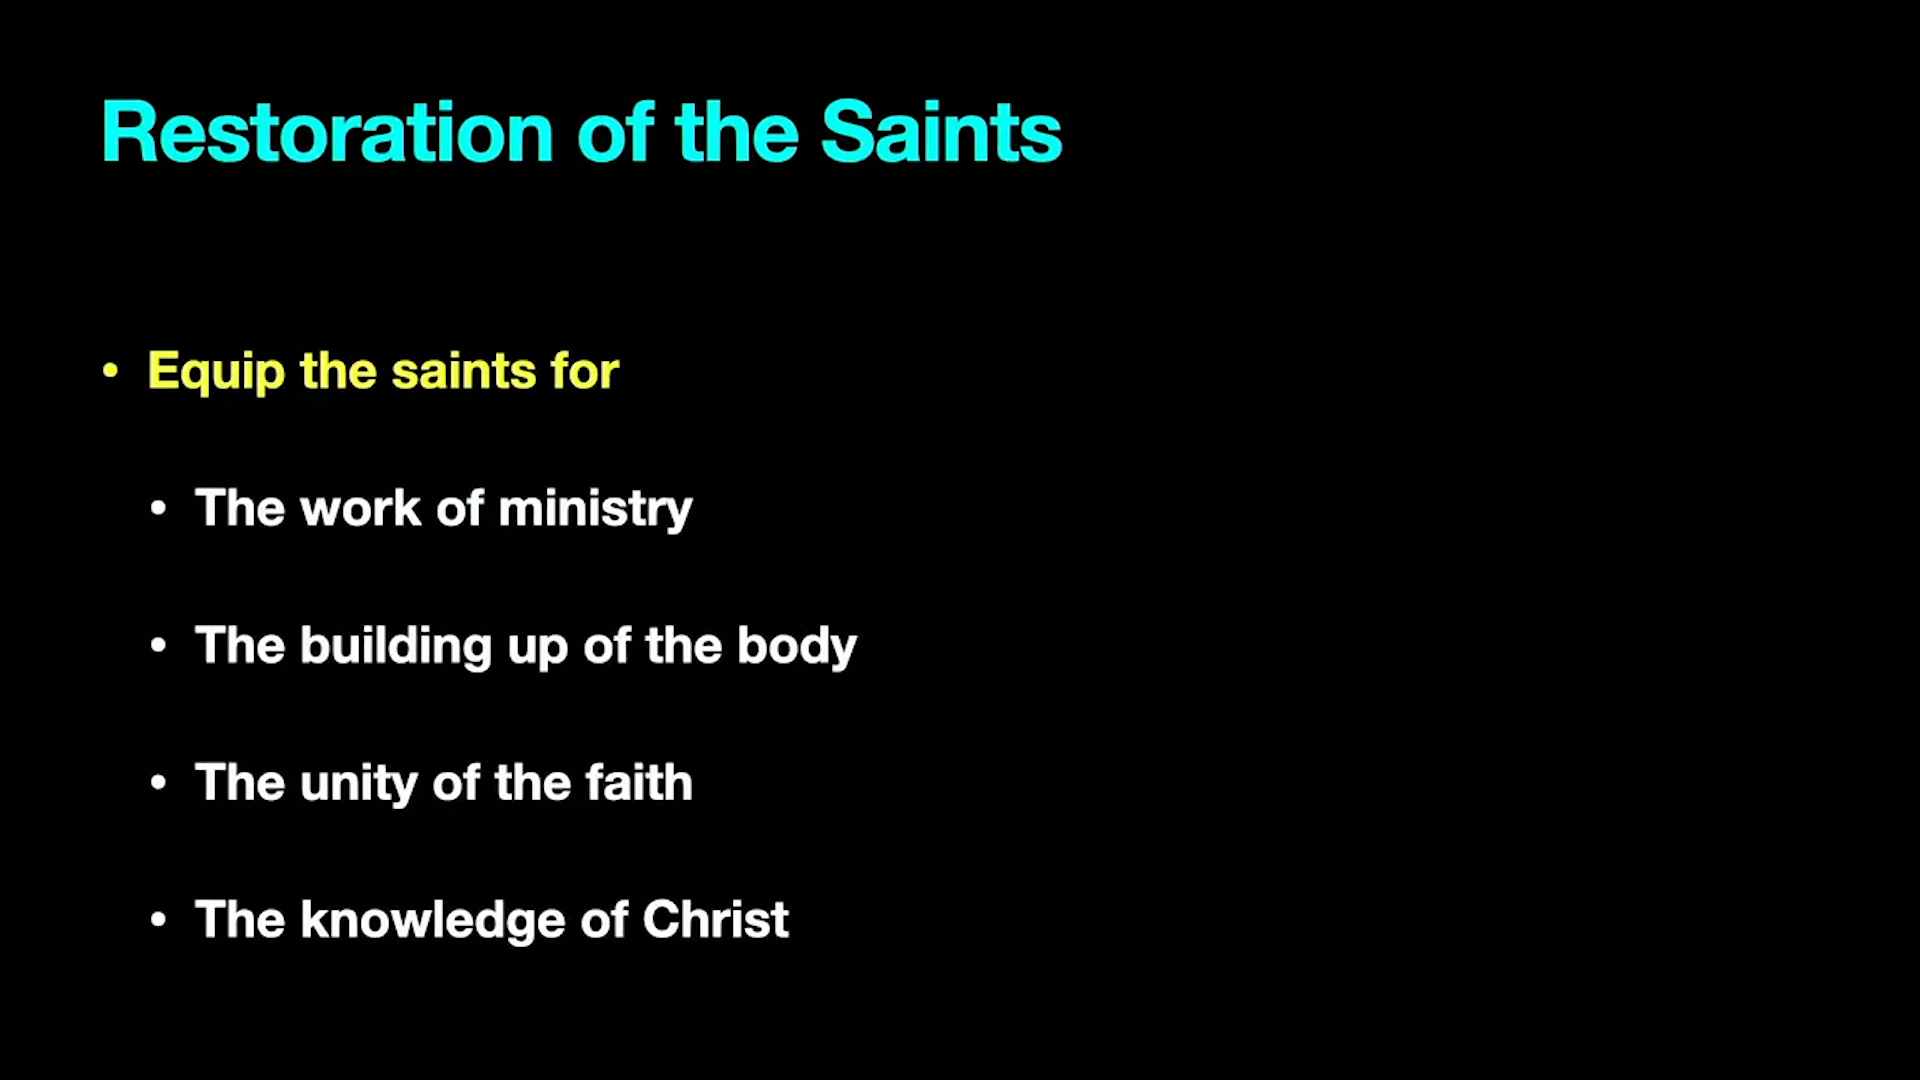 Restoration of the Saints
• Equip the saints for
• The work of ministry
• The building up of the body
• The unity of the faith
• The knowledge of Christ